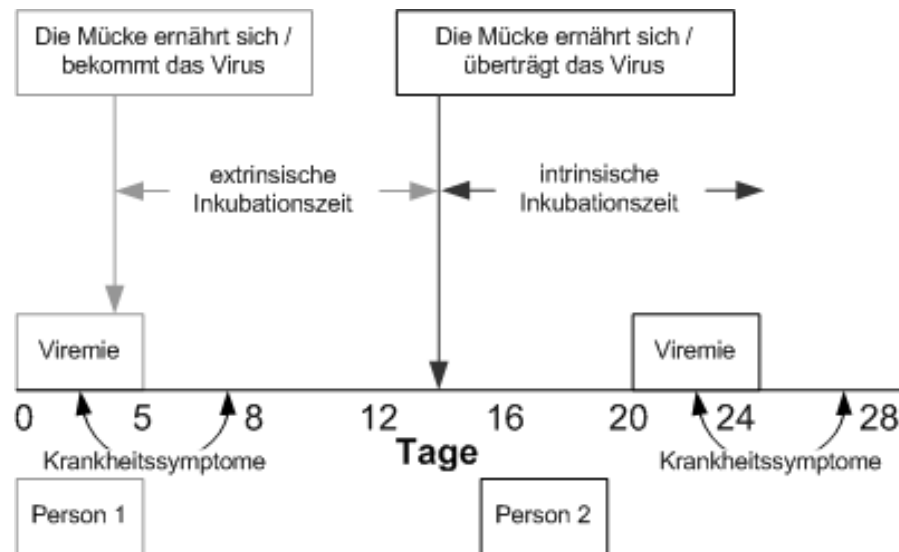 Die Mücke ernährt sich /
bekommt das Virus
Die Mücke ernährt sich /
überträgt das Virus
extrinsische
Inkubationszeit
intrinsische
Inkubationszeit
Viremie
Viremie
0 5 8 12 16 20 24 28
Tage
Krankheitssymptome
Krankheitssymptome
Person 1
Person 2